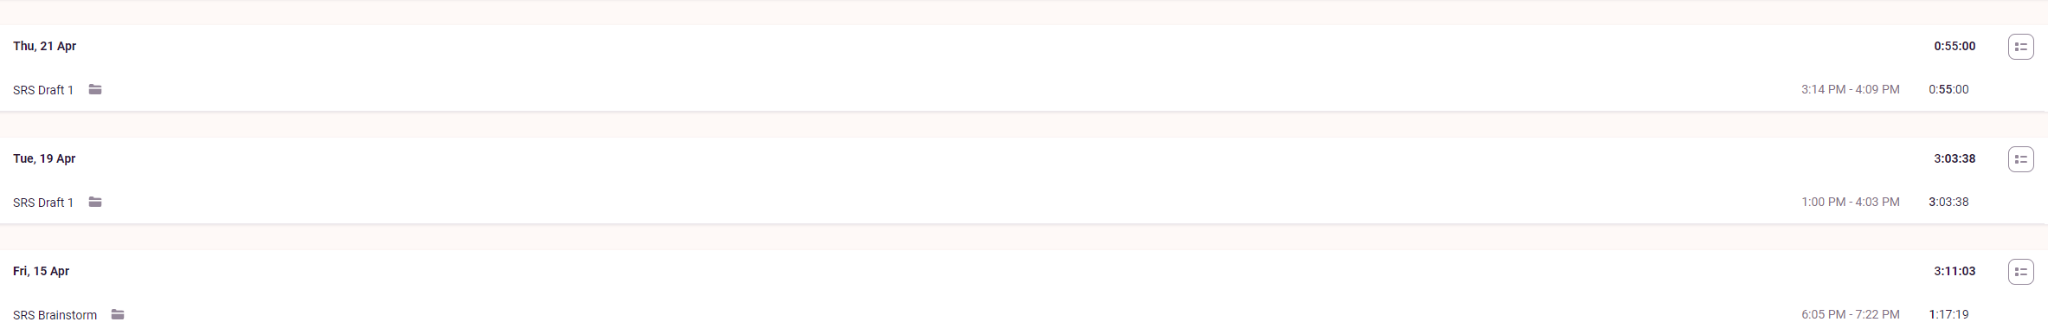 Thu, 21 Apr 0:55:00
SRS Draft 1 3:14 PM - 4:09 PM 0:55:00
Tue, 19 Apr 3:03:38
SRS Draft 1 1:00 PM - 4:03 PM 3:03:38
Fri, 15 Apr 3:11:03
SRS Brainstorm 6:05 PM - 7:22 PM 1:17:19